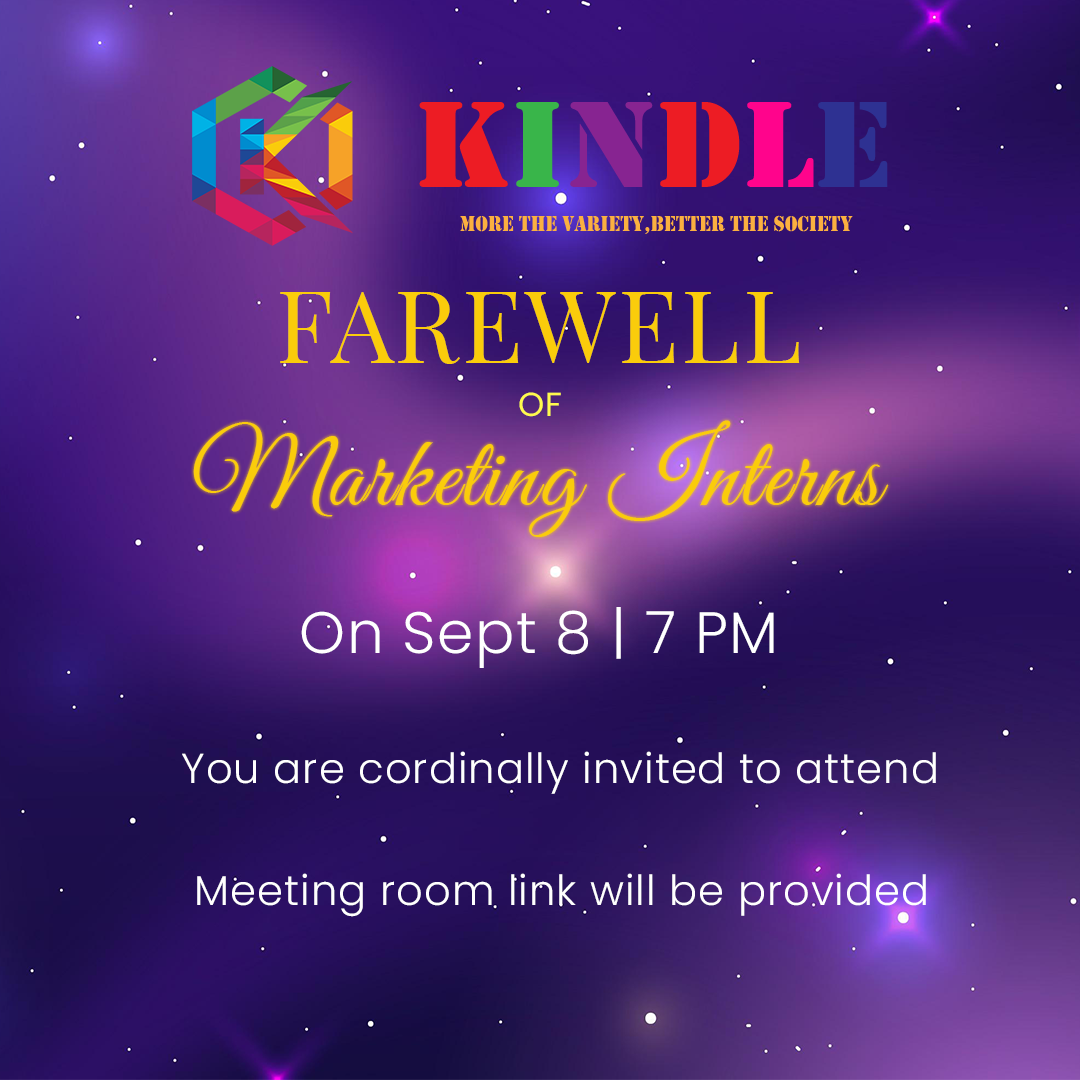 KINDLE
MORE THE VARIETY,BETTER THE SOCIETY
FAREWELL
OF
Marketing Interns
On Sept 8 | 7 PM
You are cordinally invited to attend
Meeting room link will be provided